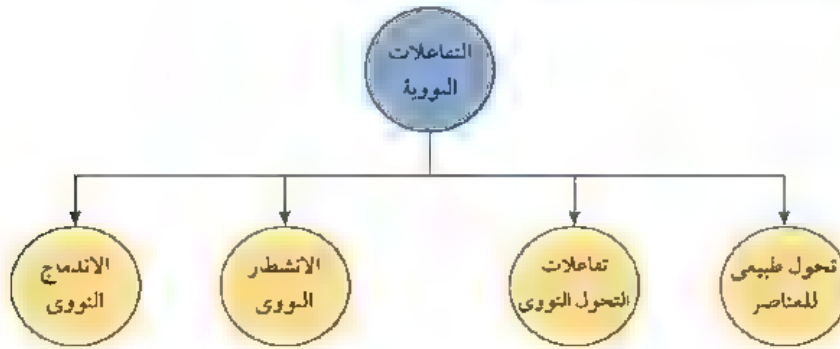 التفاعلات
النووية
تحول طبيعى
للعناصر
تفاعلات
التحول النووى
الانشطار
النووى
الاندماج
النووى